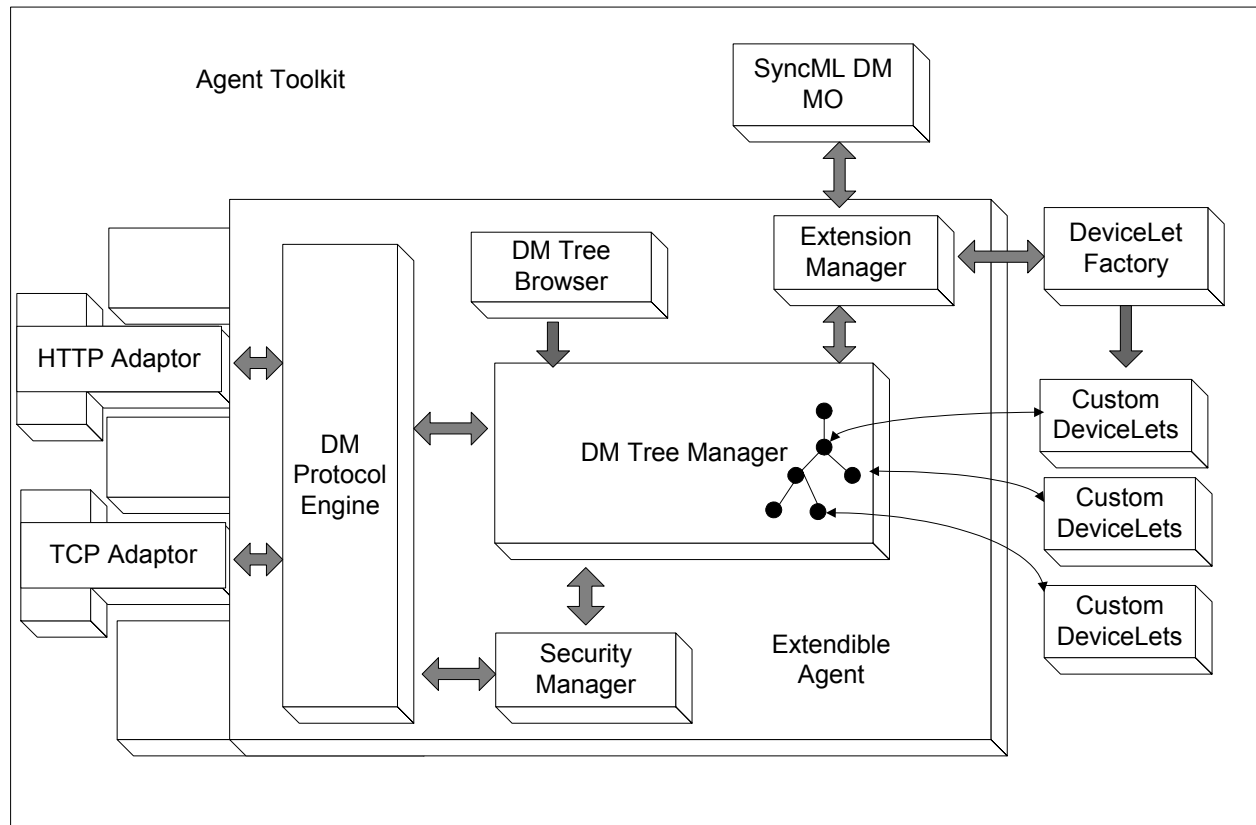 Agent Toolkit
SyncML DM
MO
DM Tree
Browser
Extension
Manager
DeviceLet
Factory
HTTP Adaptor
DM
Protocol
Engine
DM Tree Manager
Custom
DeviceLets
Custom
DeviceLets
TCP Adaptor
Custom
DeviceLets
Security
Manager
Extendible
Agent